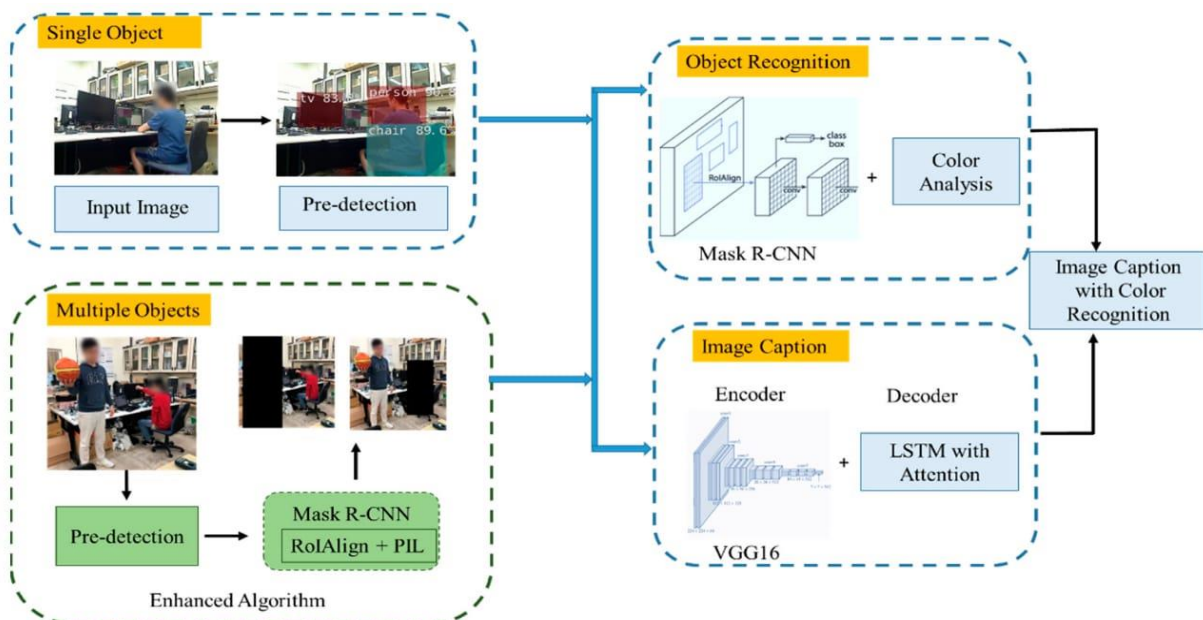 Single Object
tv 83.
person 98.8
chair 89.6
Input Image
Pre-detection
Multiple Objects
Pre-detection
Mask R-CNN
RoIAlign + PIL
Enhanced Algorithm
Object Recognition
RoIAlign
class
box
conv
conv
Mask R-CNN
+
Color
Analysis
Image Caption
Encoder
Decoder
VGG16
+
LSTM with
Attention
Image Caption
with Color
Recognition